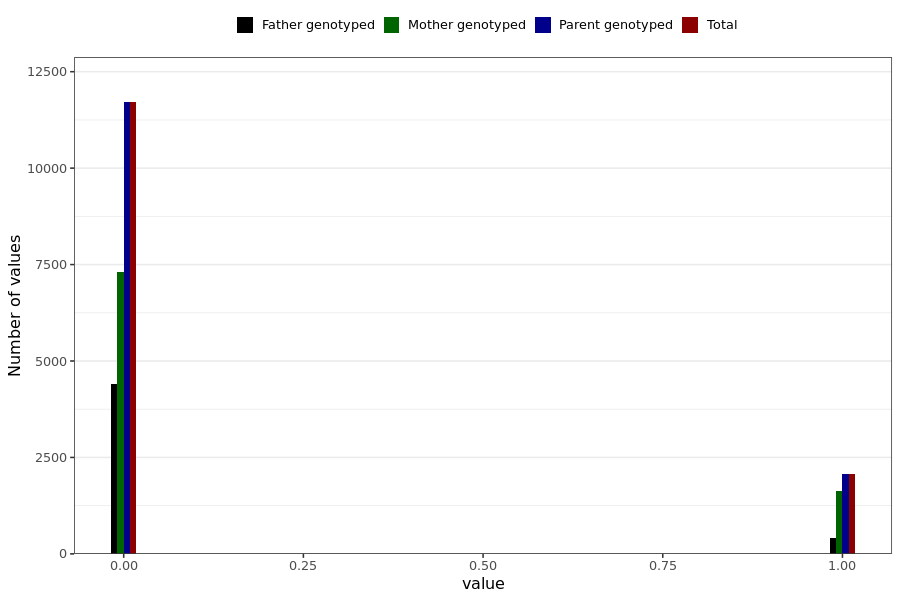 Father genotyped Mother genotyped Parent genotyped Total
12500
10000
7500
5000
2500
0
Number of values
0.00 0.25 0.50 0.75 1.00
value